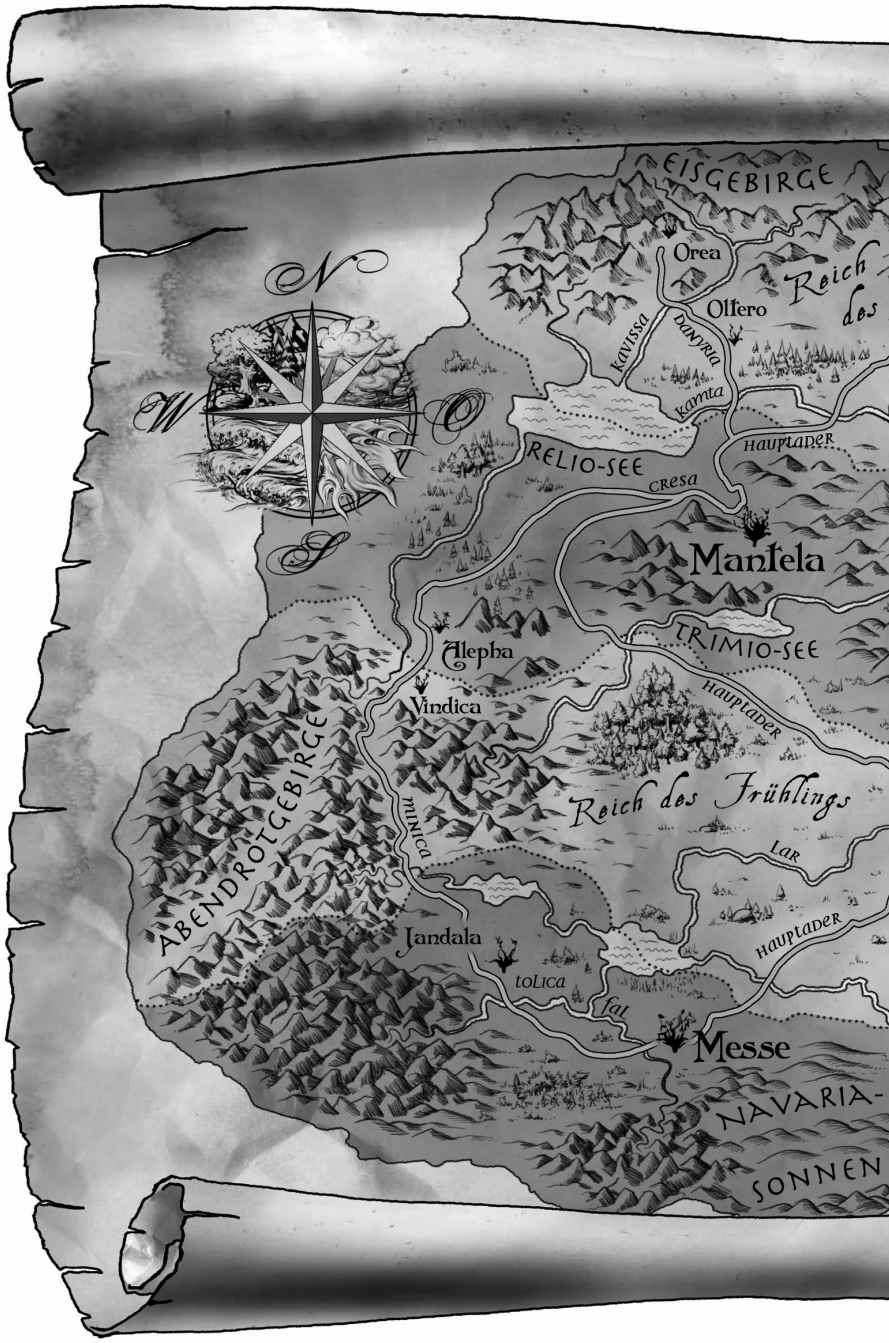 EISGEBIRGE
Orea
Reich
des
Oltero
KAVISSA
DANYRIA
N
W
O
S
KAMTA
HAUPTADER
RELIO-SEE
CRESA
Mantela
Alepha
TRIMIO-SEE
Vindica
HAUPTADER
ABENDROTGEBIRGE
MINICA
Reich des Frühlings
LAR
HAUPTADER
Jandala
TOLICA
FAL
Messe
NAVARIA-
SONNEN